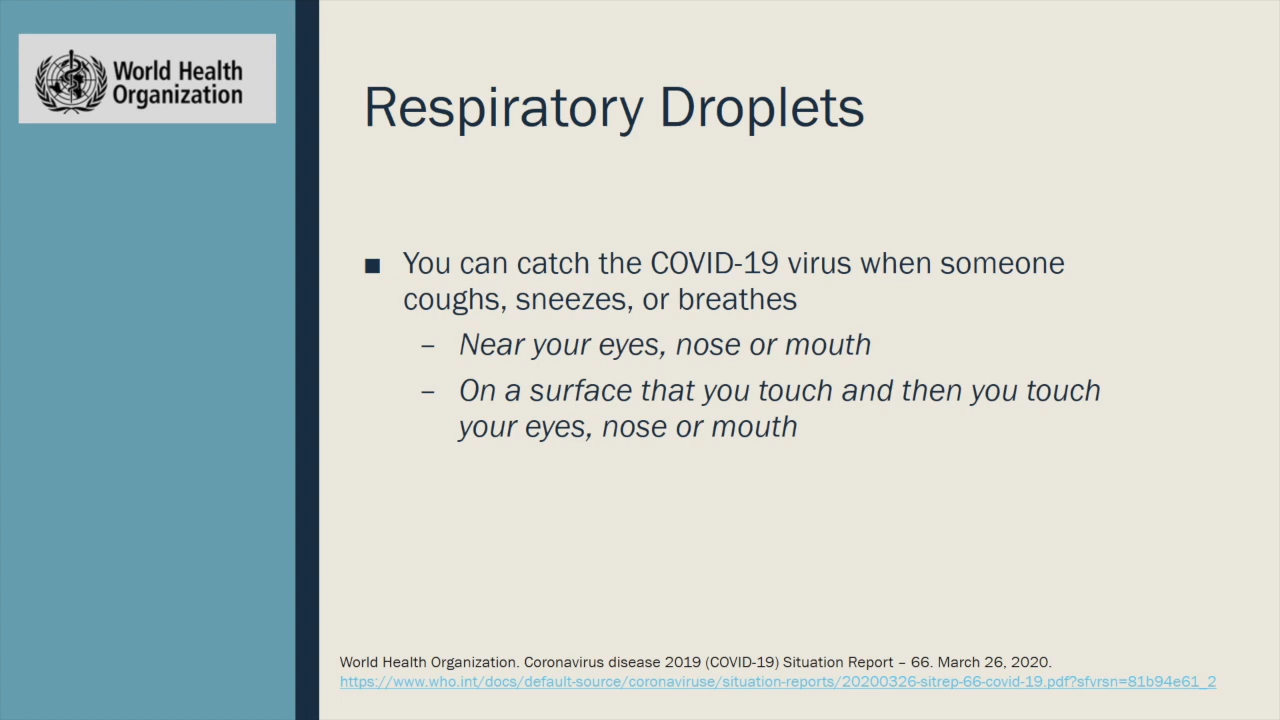 World Health
Organization
Respiratory Droplets
■ You can catch the COVID-19 virus when someone
coughs, sneezes, or breathes
– Near your eyes, nose or mouth
– On a surface that you touch and then you touch
your eyes, nose or mouth
World Health Organization. Coronavirus disease 2019 (COVID-19) Situation Report – 66. March 26, 2020.
https://www.who.int/docs/default-source/coronaviruse/situation-reports/20200326-sitrep-66-covid-19.pdf?sfvrsn=81b94e61_2